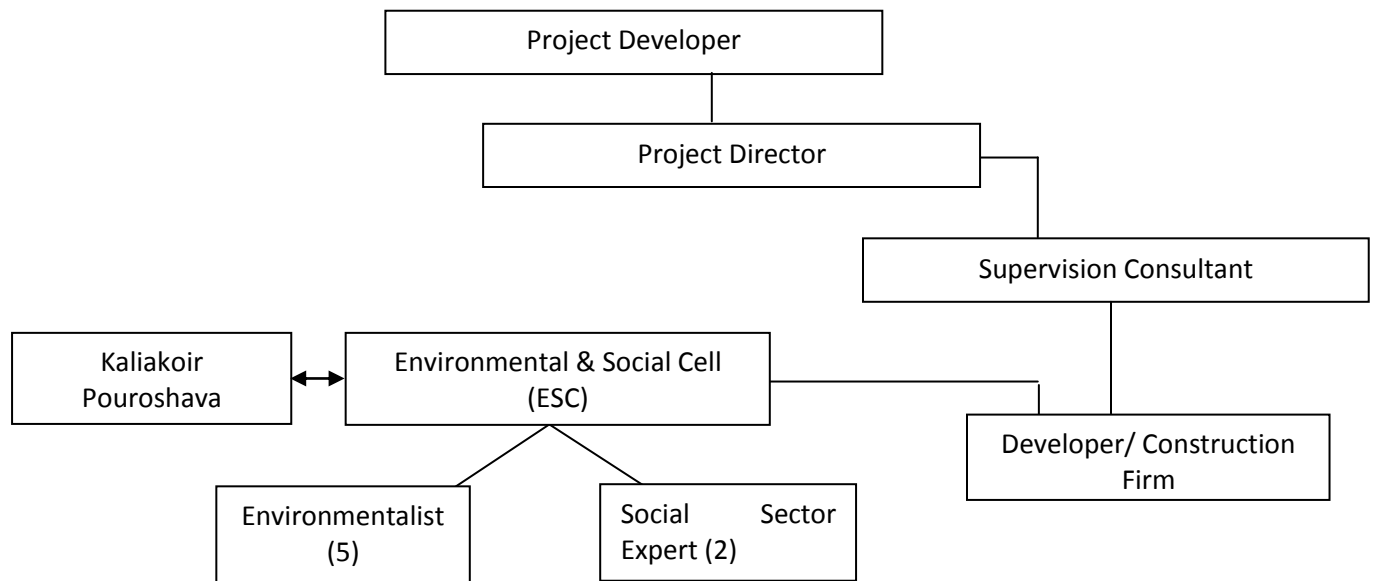 Project Developer
Project Director
Supervision Consultant
Kaliakoir
Pouroshava
Environmental & Social Cell
(ESC)
Developer/ Construction
Firm
Environmentalist
(5)
Social Sector
Expert (2)